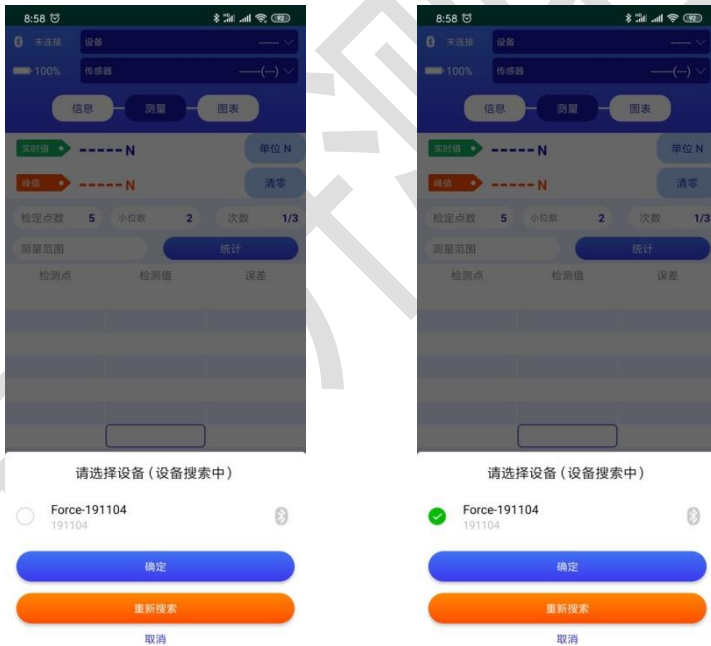 8:58
92
未连接 设备 ------
100% 传感器 ------(---)
信息 测量 图表
实时值 ----- N 单位 N
峰值 ----- N 清零
检定点数 5 小位数 2 次数 1/3
测量范围 统计
检测点 检测值 误差
请选择设备（设备搜索中）
Force-191104
191104
确定
重新搜索
取消
8:58
92
未连接 设备 ------
100% 传感器 ------(---)
信息 测量 图表
实时值 ----- N 单位 N
峰值 ----- N 清零
检定点数 5 小位数 2 次数 1/3
测量范围 统计
检测点 检测值 误差
请选择设备（设备搜索中）
Force-191104
191104
确定
重新搜索
取消